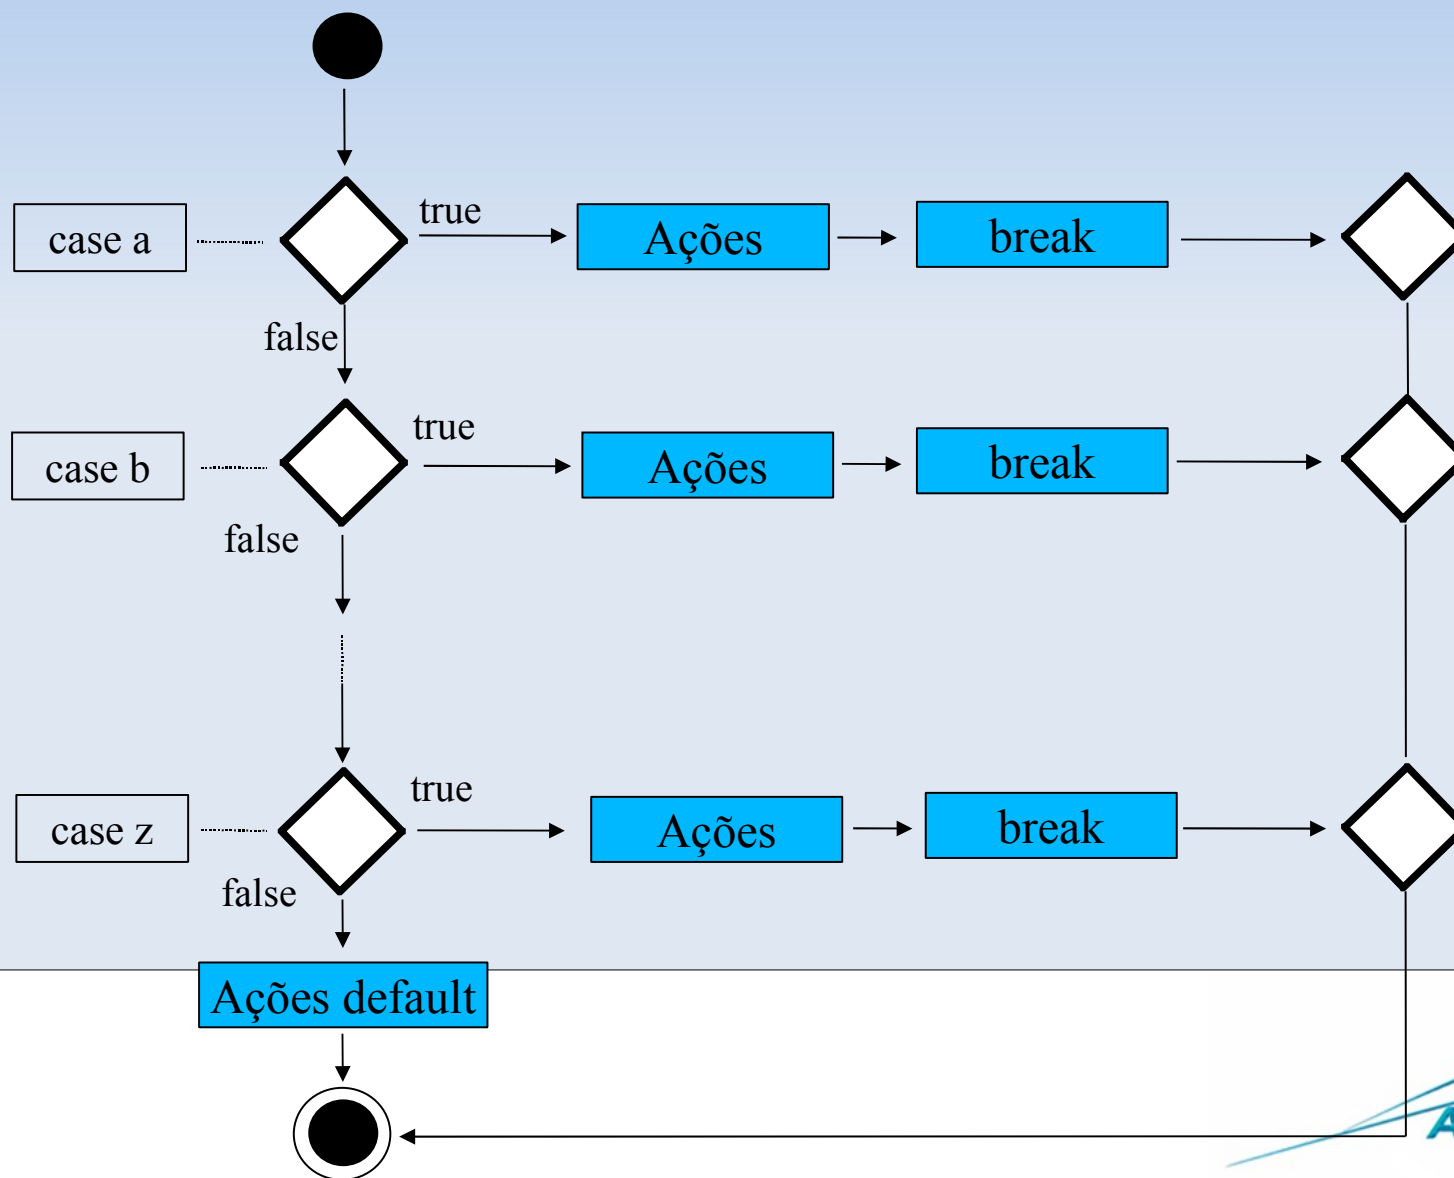 case a
true
Ações
break
false
case b
true
Ações
break
false
case z
true
Ações
break
false
Ações default